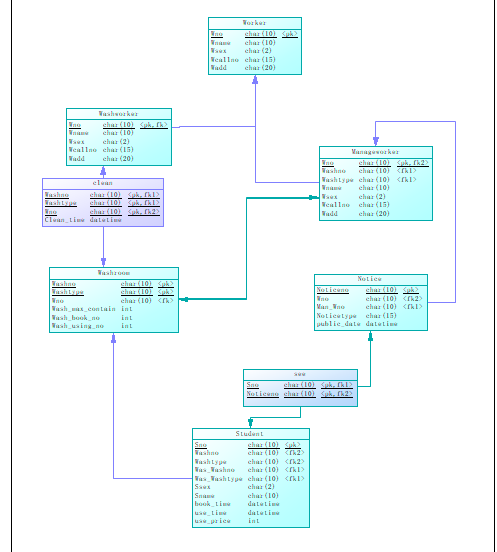 Worker
Wno char(10) <pk>
Wname char(10)
Wsex char(2)
Wcallno char(15)
Wadd char(20)
Washworker
Wno char(10) <pk,fk>
Wname char(10)
Wsex char(2)
Wcallno char(15)
Wadd char(20)
Manageworker
Wno char(10) <pk,fk2>
Washno char(10) <fk1>
Washtype char(10) <fk1>
Wname char(10)
Wsex char(2)
Wcallno char(15)
Wadd char(20)
clean
Washno char(10) <pk,fk1>
Washtype char(10) <pk,fk1>
Wno char(10) <pk,fk2>
Clean_time datetime
Washroom
Washno char(10) <pk>
Washtype char(10) <pk>
Wno char(10) <fk>
Wash_max_contain int
Wash_book_no int
Wash_using_no int
Notice
Noticeno char(10) <pk>
Wno char(10) <fk2>
Man_Wno char(10) <fk1>
Noticetype char(15)
public_date datetime
see
Sno char(10) <pk,fk1>
Noticeno char(10) <pk,fk2>
Student
Sno char(10) <pk>
Washno char(10) <fk2>
Washtype char(10) <fk2>
Was_Washno char(10) <fk1>
Was_Washtype char(10) <fk1>
Ssex char(2)
Sname char(10)
book_time datetime
use_time datetime
use_price int